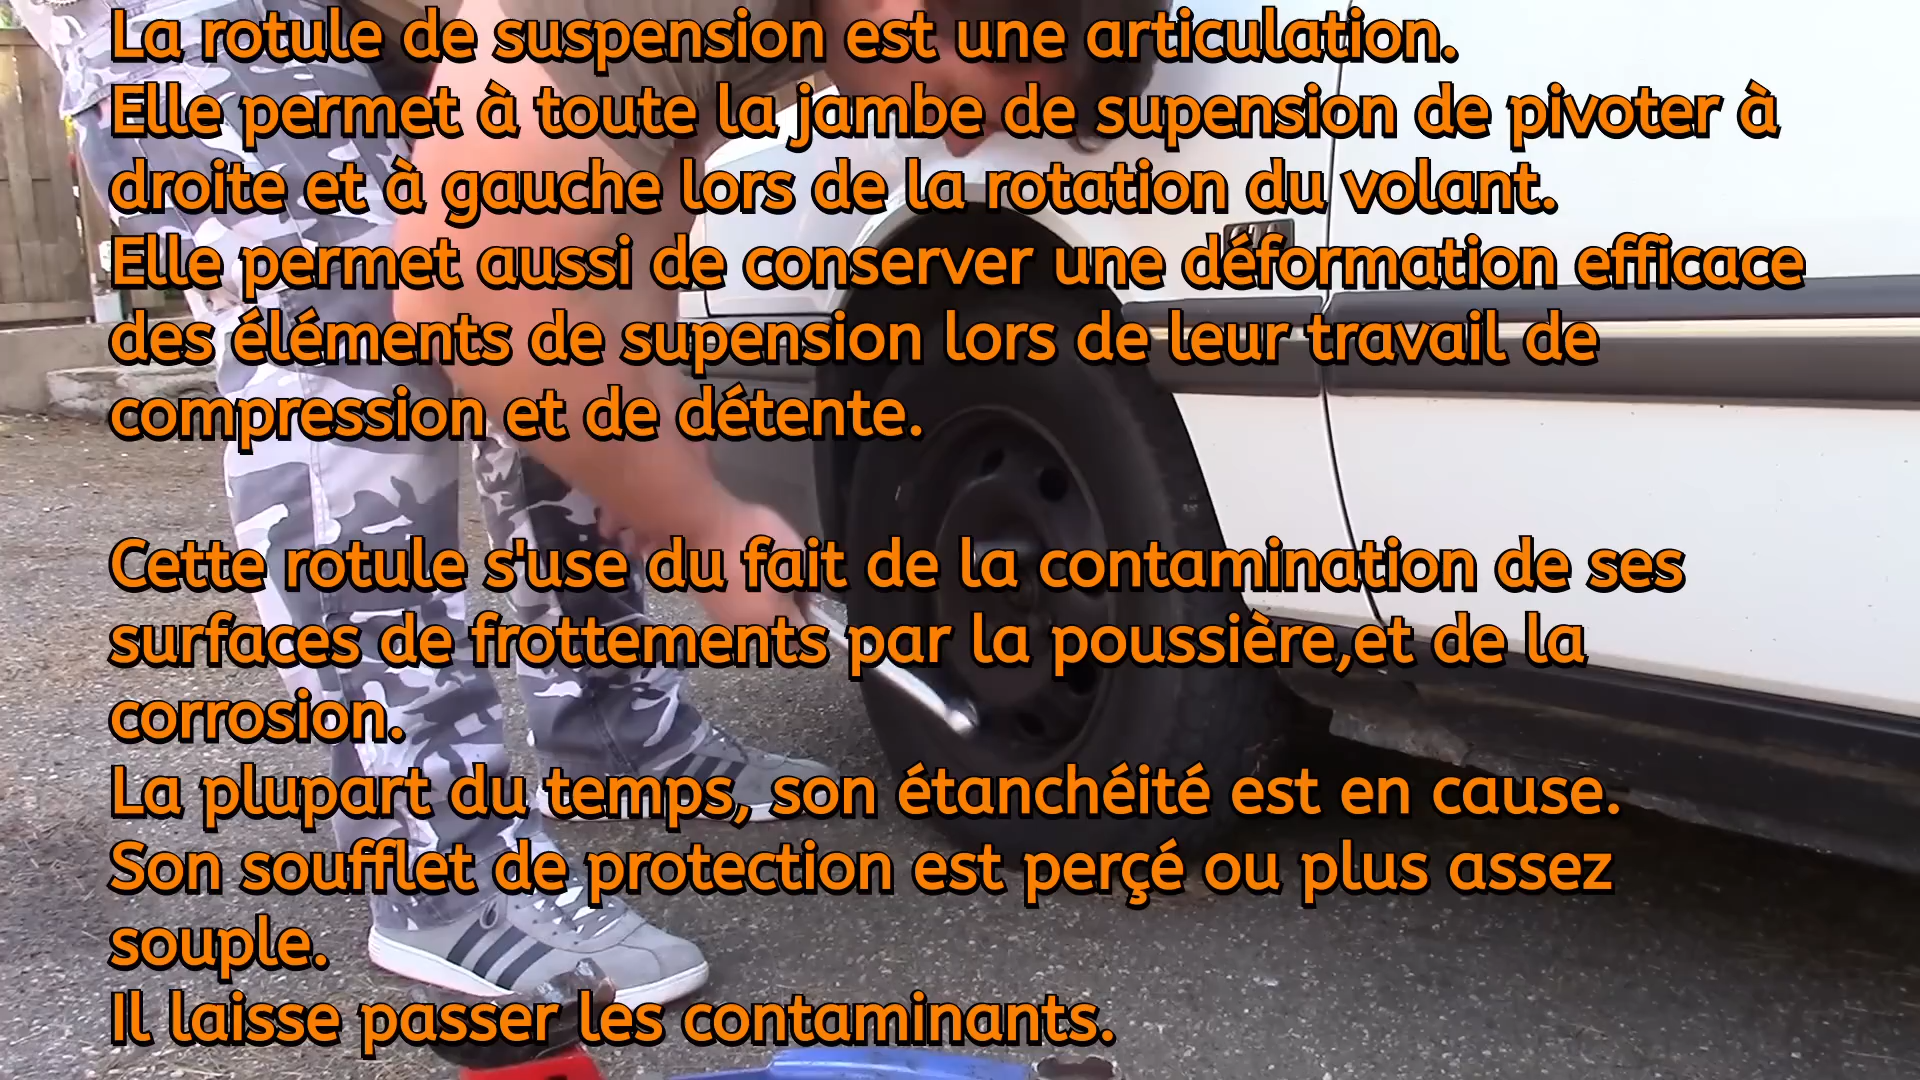 La rotule de suspension est une articulation.
Elle permet à toute la jambe de supension de pivoter à
droite et à gauche lors de la rotation du volant.
Elle permet aussi de conserver une déformation efficace
des éléments de supension lors de leur travail de
compression et de détente.
Cette rotule s'use du fait de la contamination de ses
surfaces de frottements par la poussière,et de la
corrosion.
La plupart du temps, son étanchéité est en cause.
Son soufflet de protection est perçé ou plus assez
souple.
Il laisse passer les contaminants.